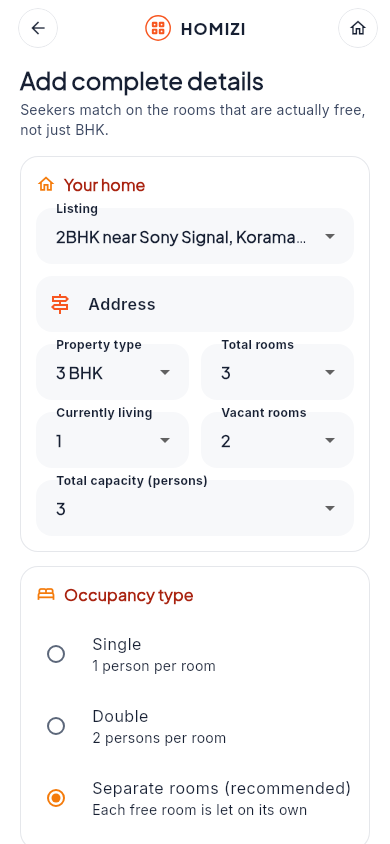 HOMIZI
Add complete details
Seekers match on the rooms that are actually free,
not just BHK.
Your home
Listing
2BHK near Sony Signal, Korama...
Address
Property type
Total rooms
3 BHK
3
Currently living
Vacant rooms
1
2
Total capacity (persons)
3
Occupancy type
Single
1 person per room
Double
2 persons per room
Separate rooms (recommended)
Each free room is let on its own